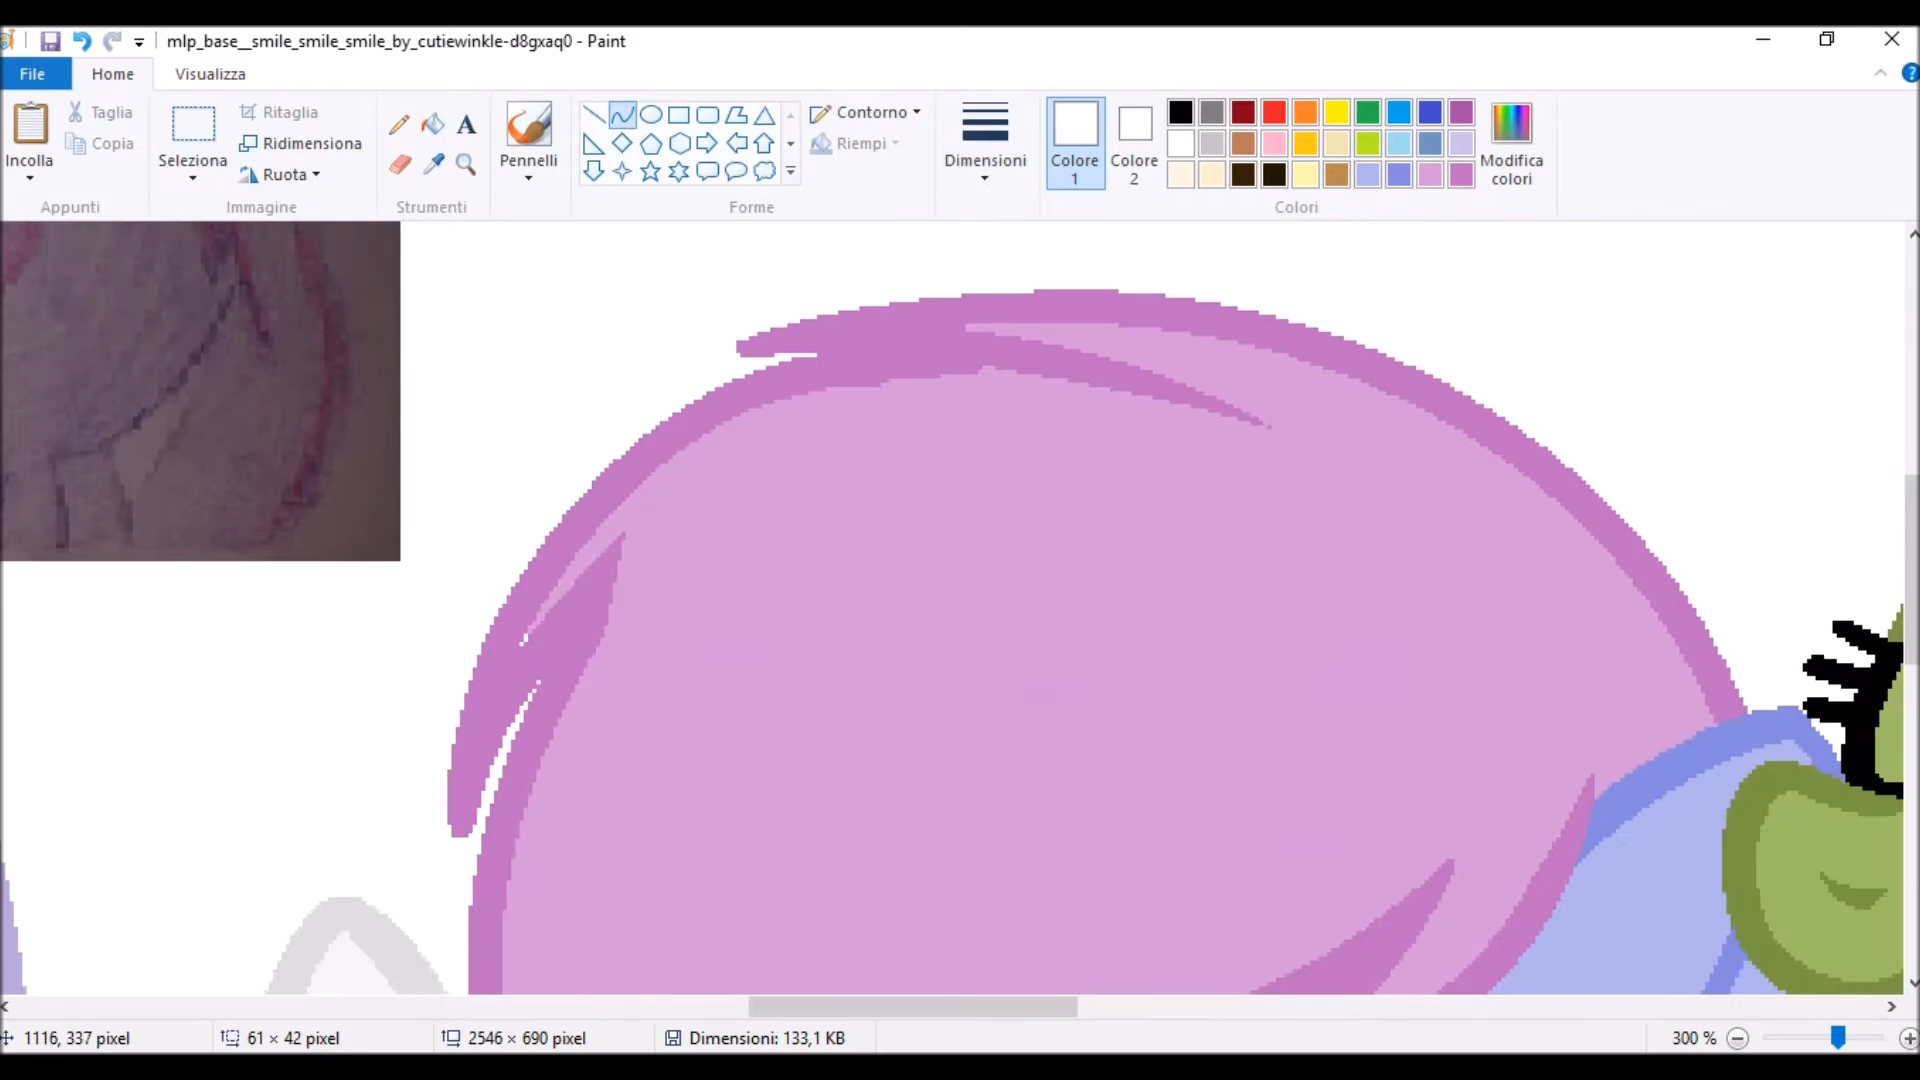 mlp_base__smile_smile_smile_by_cutiewinkle-d8gxaq0 - Paint
File Home Visualizza
Incolla
Taglia
Copia
Appunti
Seleziona
Ritaglia
Ridimensiona
Ruota
Immagine
A
Strumenti
Pennelli
Forme
Contorno
Riempi
Dimensioni
Colore 1
Colore 2
Modifica colori
Colori
?
1116, 337 pixel 61 × 42 pixel 2546 × 690 pixel Dimensioni: 133,1 KB 300 %